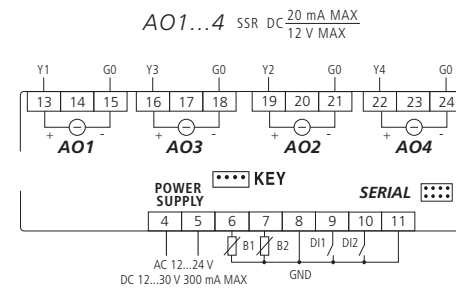 AO1...4 SSR DC 20 mA MAX
12 V MAX
Y1 G0 Y3 G0 Y2 G0 Y4 G0
13 14 15 16 17 18 19 20 21 22 23 24
+ - + - + - + -
AO1 AO3 AO2 AO4
KEY
POWER
SUPPLY
SERIAL
4 5 6 7 8 9 10 11
B1 B2 DI1 DI2
AC 12...24 V
DC 12...30 V 300 mA MAX
GND